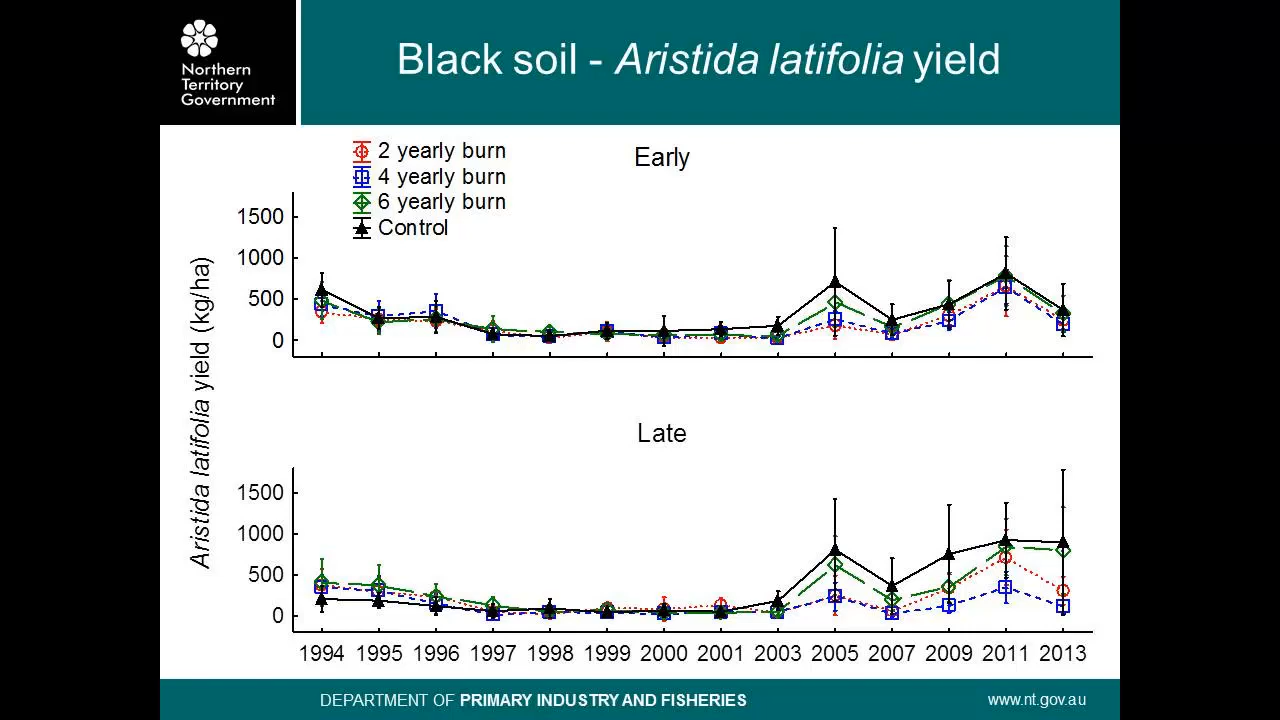 Northern
Territory
Government
Black soil - Aristida latifolia yield
2 yearly burn
4 yearly burn
6 yearly burn
Control
Early
1500
1000
500
0
Aristida latifolia yield (kg/ha)
Late
1500
1000
500
0
1994 1995 1996 1997 1998 1999 2000 2001 2003 2005 2007 2009 2011 2013
DEPARTMENT OF PRIMARY INDUSTRY AND FISHERIES
www.nt.gov.au